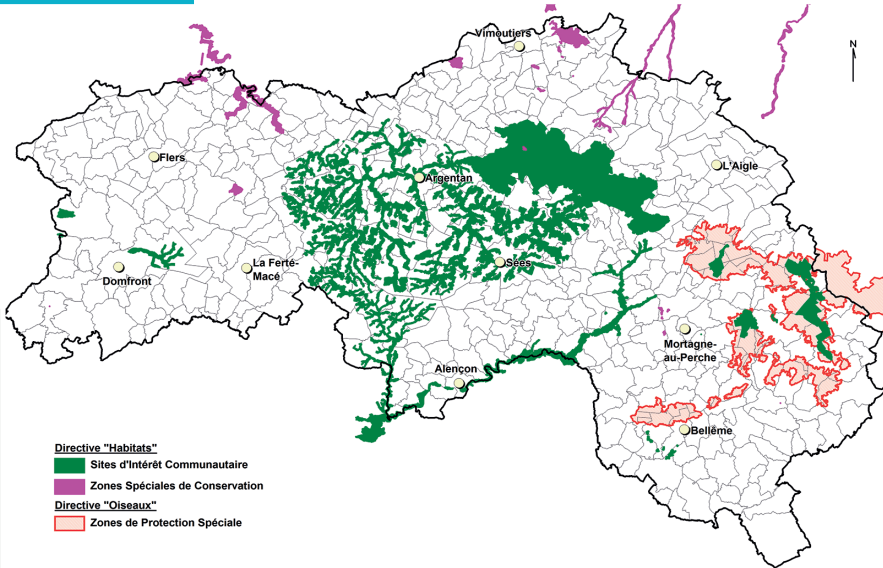 Vimoutiers
N
Flers
L'Aigle
Argentan
Sées
La Ferté-
Macé
Domfront
Mortagne-
au-Perche
Alençon
Bellême
Directive "Habitats"
Sites d'Intérêt Communautaire
Zones Spéciales de Conservation
Directive "Oiseaux"
Zones de Protection Spéciale